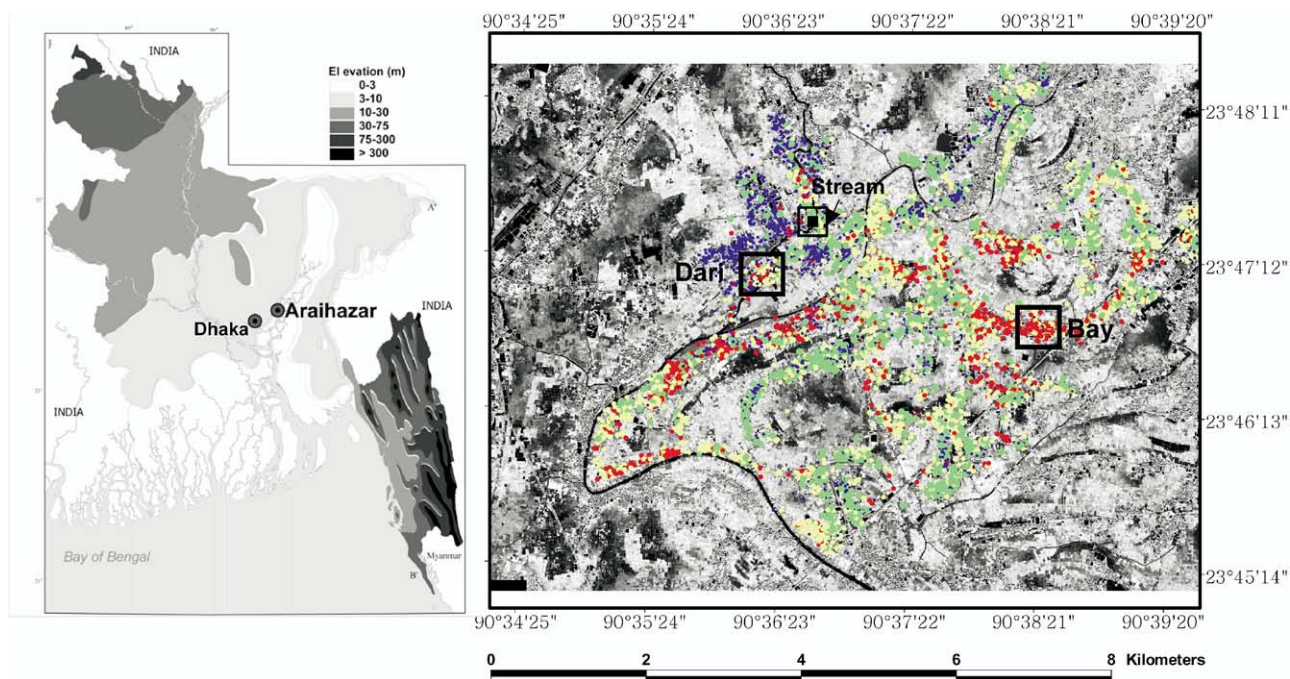 INDIA
El evation (m)
0-3
3-10
10-30
30-75
75-300
> 300
A'
INDIA
Araihazar
Dhaka
INDIA
Bay of Bengal
Myanmar
B'
90°34'25"
90°35'24"
90°36'23"
90°37'22"
90°38'21"
90°39'20"
23°48'11"
Stream
Dari
23°47'12"
Bay
23°46'13"
23°45'14"
90°34'25"
90°35'24"
90°36'23"
90°37'22"
90°38'21"
90°39'20"
0
2
4
6
8
Kilometers